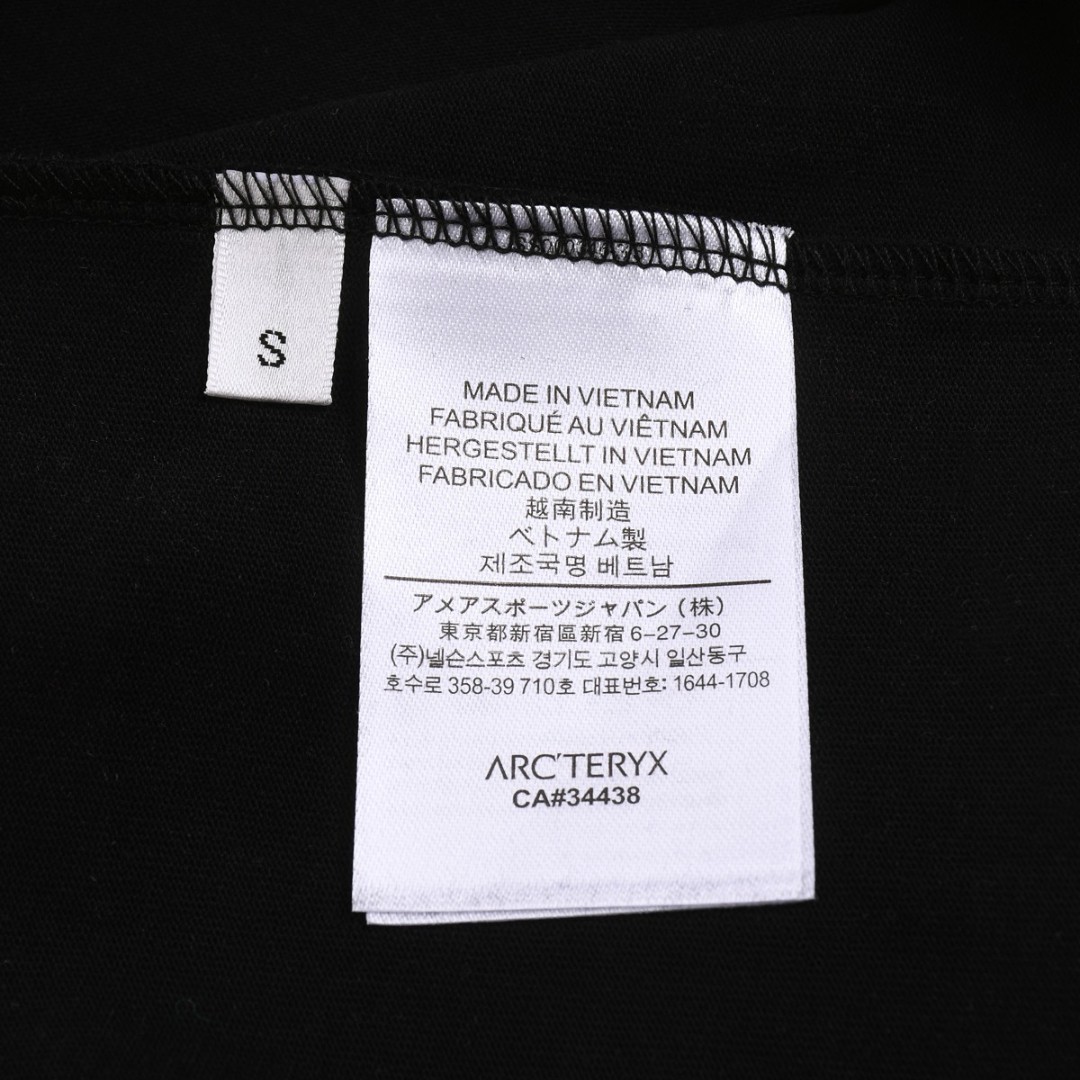 S
MADE IN VIETNAM
FABRIQUÉ AU VIÊTNAM
HERGESTELLT IN VIETNAM
FABRICADO EN VIETNAM
越南制造
ベトナム製
제조국명 베트남
アメアスポーツジャパン（株）
東京都新宿區新宿6-27-30
(주)넬슨스포츠 경기도 고양시 일산동구
호수로 358-39 710호 대표번호: 1644-1708
ARC'TERYX
CA#34438